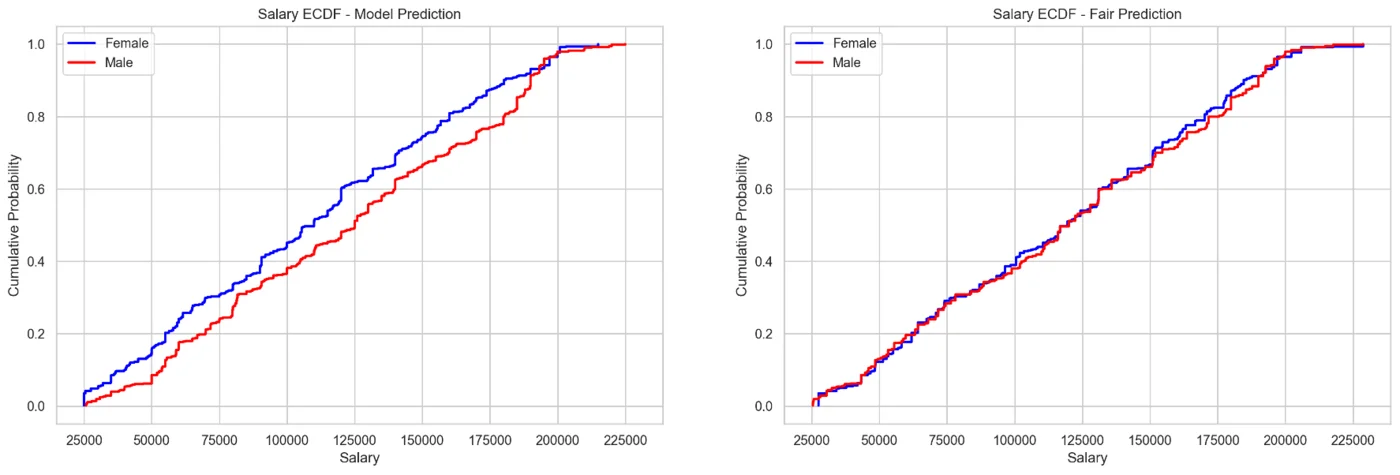 Salary ECDF - Model Prediction
Female
Male
Cumulative Probability
1.0
0.8
0.6
0.4
0.2
0.0
25000 50000 75000 100000 125000 150000 175000 200000 225000
Salary
Salary ECDF - Fair Prediction
Female
Male
Cumulative Probability
1.0
0.8
0.6
0.4
0.2
0.0
25000 50000 75000 100000 125000 150000 175000 200000 225000
Salary